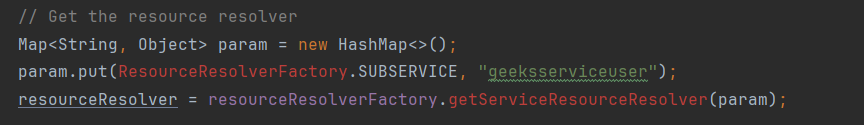 // Get the resource resolver
Map<String, Object> param = new HashMap<>();
param.put(ResourceResolverFactory.SUBSERVICE, "geeksserviceuser");
resourceResolver = resourceResolverFactory.getServiceResourceResolver(param);